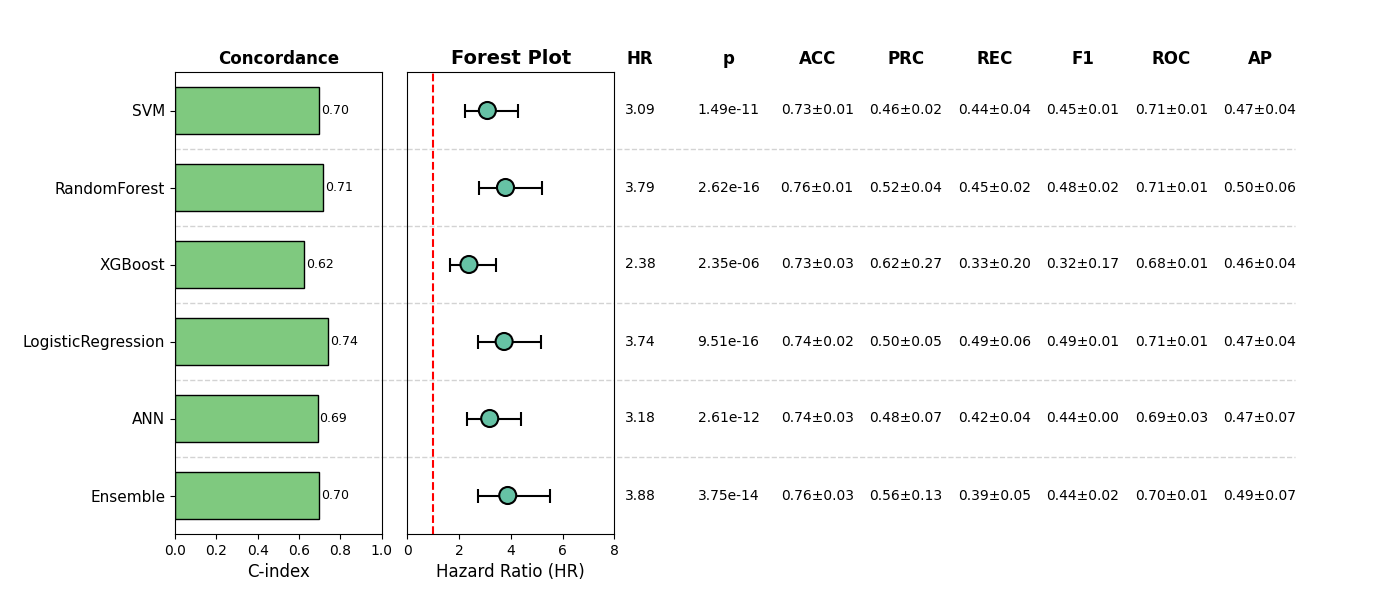 Concordance Forest Plot HR p ACC PRC REC F1 ROC AP
SVM 0.70 3.09 1.49e-11 0.73±0.01 0.46±0.02 0.44±0.04 0.45±0.01 0.71±0.01 0.47±0.04
RandomForest 0.71 3.79 2.62e-16 0.76±0.01 0.52±0.04 0.45±0.02 0.48±0.02 0.71±0.01 0.50±0.06
XGBoost 0.62 2.38 2.35e-06 0.73±0.03 0.62±0.27 0.33±0.20 0.32±0.17 0.68±0.01 0.46±0.04
LogisticRegression 0.74 3.74 9.51e-16 0.74±0.02 0.50±0.05 0.49±0.06 0.49±0.01 0.71±0.01 0.47±0.04
ANN 0.69 3.18 2.61e-12 0.74±0.03 0.48±0.07 0.42±0.04 0.44±0.00 0.69±0.03 0.47±0.07
Ensemble 0.70 3.88 3.75e-14 0.76±0.03 0.56±0.13 0.39±0.05 0.44±0.02 0.70±0.01 0.49±0.07
0.0 0.2 0.4 0.6 0.8 1.0 0 2 4 6 8
C-index Hazard Ratio (HR)